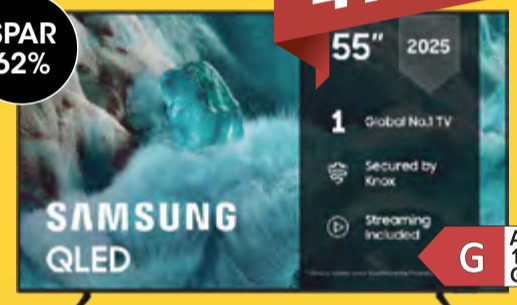 SPAR
62%
55" 2025
1 Global No.1 TV
Secured by
Knox
Streaming
Included
SAMSUNG
QLED
G